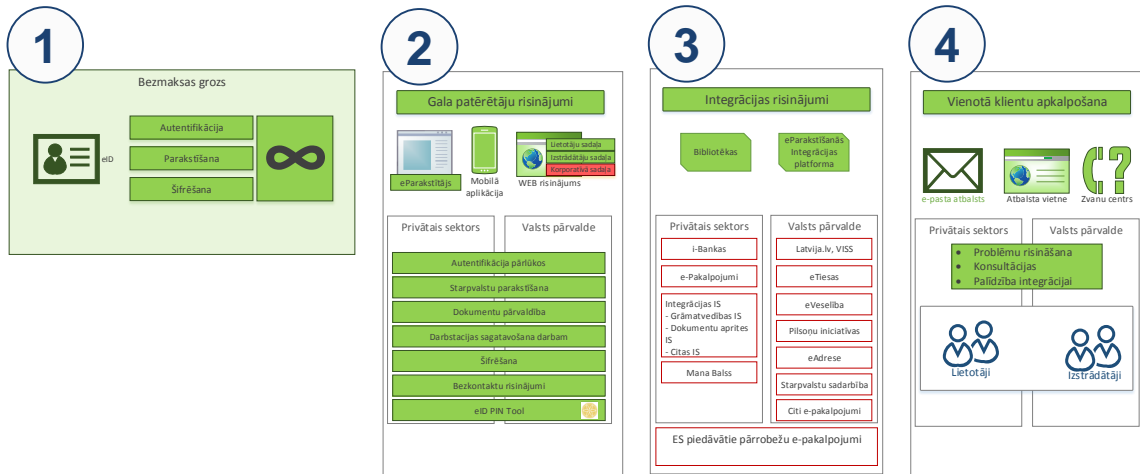 1
Bezmaksas grozs
eID
Autentifikācija
Parakstīšana
Šifrēšana
2
Gala patērētāju risinājumi
eParakstītājs
Mobilā
aplikācija
Lietotāju sadaļa
Izstrādātāju sadaļa
Korporatīvā sadaļa
WEB risinājums
Privātais sektors
Valsts pārvalde
Autentifikācija pārlūkos
Starpvalstu parakstīšana
Dokumentu pārvaldība
Darbstacijas sagatavošana darbam
Šifrēšana
Bezkontaktu risinājumi
eID PIN Tool
3
Integrācijas risinājumi
Bibliotēkas
eParakstīšanās
Integrācijas
platforma
Privātais sektors
i-Bankas
e-Pakalpojumi
Integrācijas IS
- Grāmatvedības IS
- Dokumentu aprites
IS
- Citas IS
Mana Balss
Valsts pārvalde
Latvija.lv, VISS
eTiesas
eVeselība
Pilsoņu iniciatīvas
eAdrese
Starpvalstu sadarbība
Citi e-pakalpojumi
ES piedāvātie pārrobežu e-pakalpojumi
4
Vienotā klientu apkalpošana
e-pasta atbalsts
Atbalsta vietne
Zvanu centrs
Privātais sektors
Valsts pārvalde
• Problēmu risināšana
• Konsultācijas
• Palīdzība integrācijai
Lietotāji
Izstrādātāji